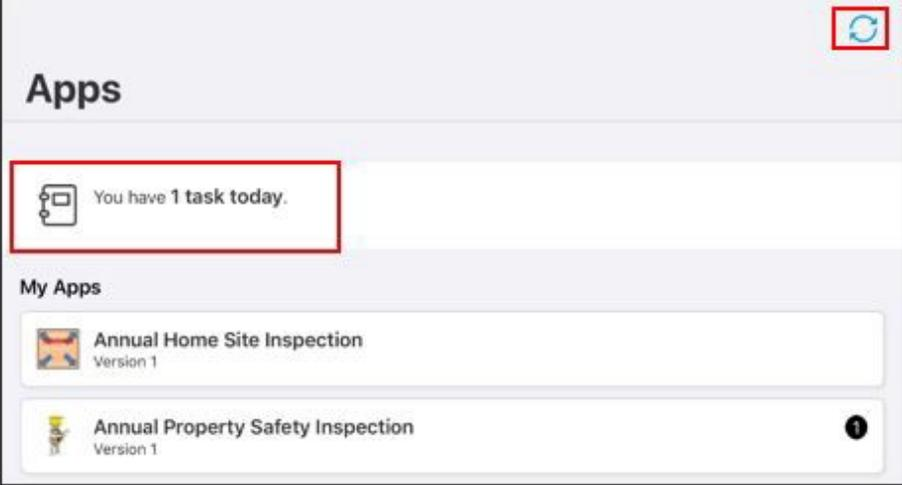 Apps
You have 1 task today.
My Apps
Annual Home Site Inspection
Version 1
Annual Property Safety Inspection
Version 1
1